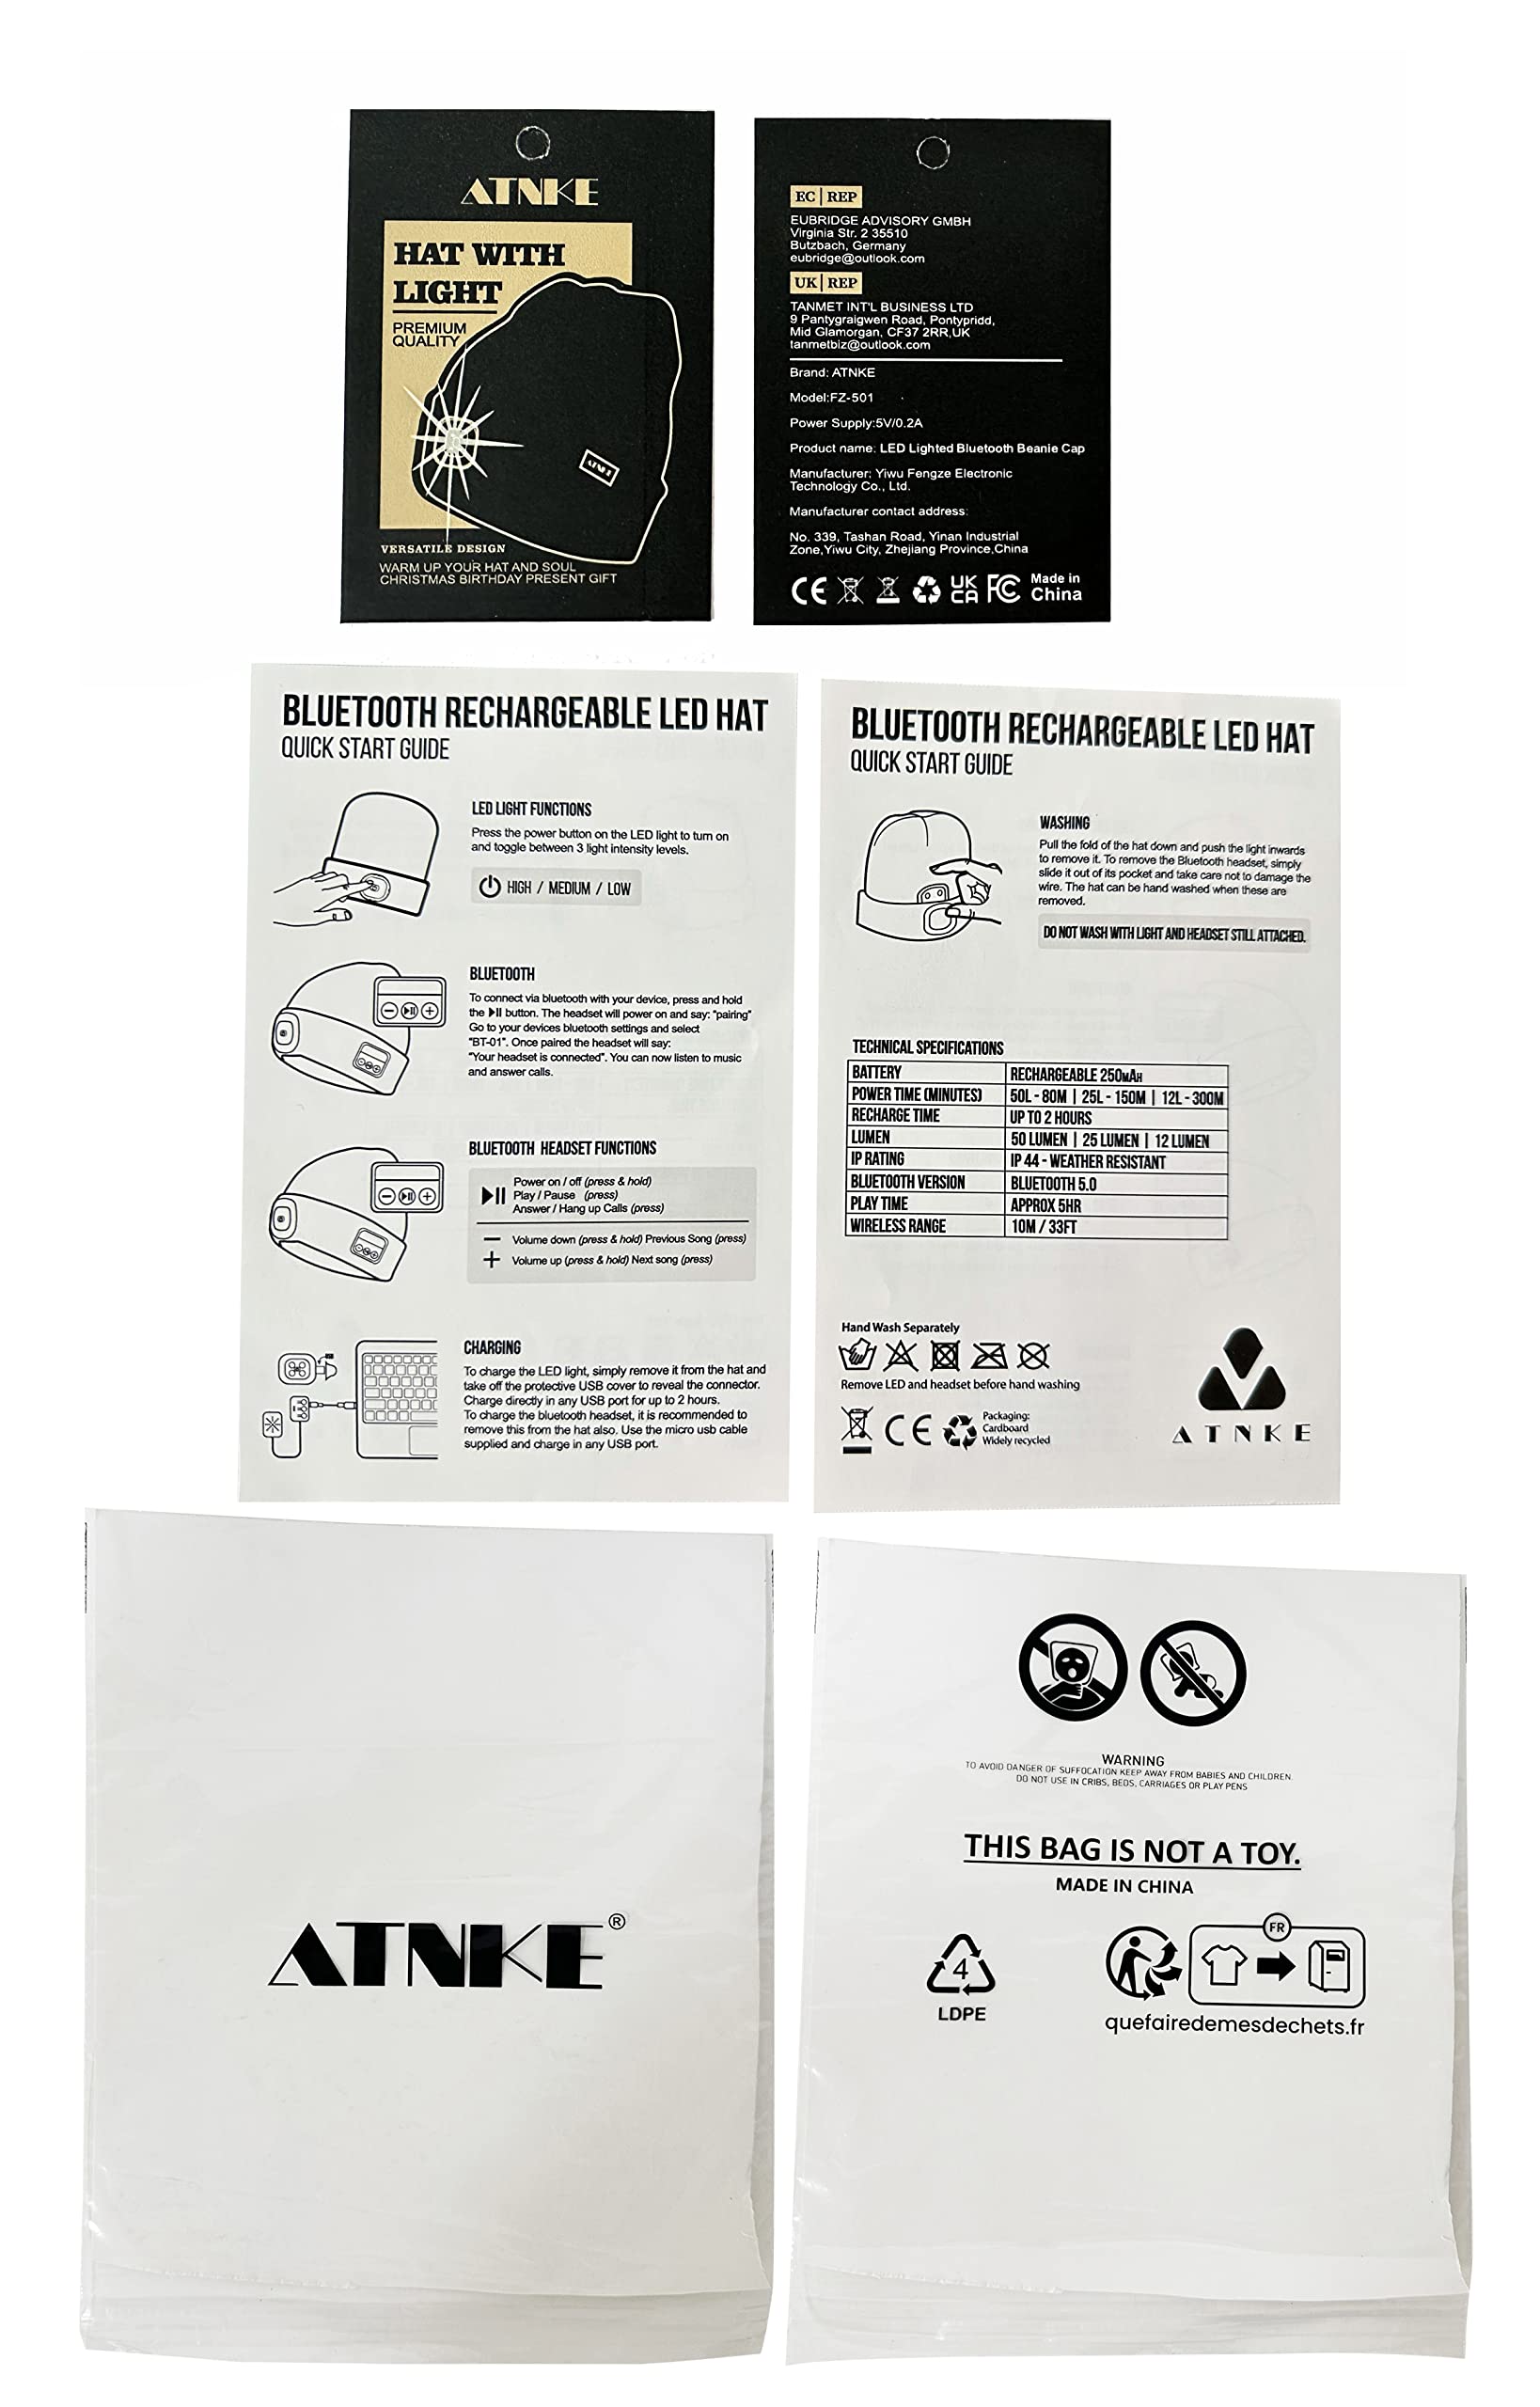 ATNKE
HAT WITH
LIGHT
PREMIUM
QUALITY
ATNKE
VERSATILE DESIGN
WARM UP YOUR HAT AND SOUL
CHRISTMAS BIRTHDAY PRESENT GIFT
EC REP
EUBRIDGE ADVISORY GMBH
Virginia Str. 2 35510
Butzbach, Germany
eubridge@outlook.com
UK REP
TANMET INT'L BUSINESS LTD
9 Pantygraigwen Road, Pontypridd,
Mid Glamorgan, CF37 2RR,UK
tanmetbiz@outlook.com
Brand: ATNKE
Model:FZ-501
Power Supply:5V/0.2A
Product name: LED Lighted Bluetooth Beanie Cap
Manufacturer: Yiwu Fengze Electronic
Technology Co., Ltd.
Manufacturer contact address:
No. 339, Tashan Road, Yinan Industrial
Zone,Yiwu City, Zhejiang Province,China
CE UK CA FC Made in
China
BLUETOOTH RECHARGEABLE LED HAT
QUICK START GUIDE
LED LIGHT FUNCTIONS
Press the power button on the LED light to turn on
and toggle between 3 light intensity levels.
HIGH / MEDIUM / LOW
BLUETOOTH
To connect via bluetooth with your device, press and hold
the ▶II button. The headset will power on and say: "pairing"
Go to your devices bluetooth settings and select
"BT-01". Once paired the headset will say:
"Your headset is connected". You can now listen to music
and answer calls.
BLUETOOTH HEADSET FUNCTIONS
Power on / off (press & hold)
▶II Play / Pause (press)
Answer / Hang up Calls (press)
— Volume down (press & hold) Previous Song (press)
+ Volume up (press & hold) Next song (press)
CHARGING
To charge the LED light, simply remove it from the hat and
take off the protective USB cover to reveal the connector.
Charge directly in any USB port for up to 2 hours.
To charge the bluetooth headset, it is recommended to
remove this from the hat also. Use the micro usb cable
supplied and charge in any USB port.
BLUETOOTH RECHARGEABLE LED HAT
QUICK START GUIDE
WASHING
Pull the fold of the hat down and push the light inwards
to remove it. To remove the Bluetooth headset, simply
slide it out of its pocket and take care not to damage the
wire. The hat can be hand washed when these are
removed.
DO NOT WASH WITH LIGHT AND HEADSET STILL ATTACHED.
TECHNICAL SPECIFICATIONS
BATTERY RECHARGEABLE 250MAH
POWER TIME (MINUTES) 50L - 80M | 25L - 150M | 12L - 300M
RECHARGE TIME UP TO 2 HOURS
LUMEN 50 LUMEN | 25 LUMEN | 12 LUMEN
IP RATING IP 44 - WEATHER RESISTANT
BLUETOOTH VERSION BLUETOOTH 5.0
PLAY TIME APPROX 5HR
WIRELESS RANGE 10M / 33FT
Hand Wash Separately
Remove LED and headset before hand washing
CE Packaging:
Cardboard
Widely recycled
ATNKE
ATNKE®
WARNING
TO AVOID DANGER OF SUFFOCATION KEEP AWAY FROM BABIES AND CHILDREN.
DO NOT USE IN CRIBS, BEDS, CARRIAGES OR PLAY PENS
THIS BAG IS NOT A TOY.
MADE IN CHINA
4
LDPE
FR
quefairedemesdechets.fr